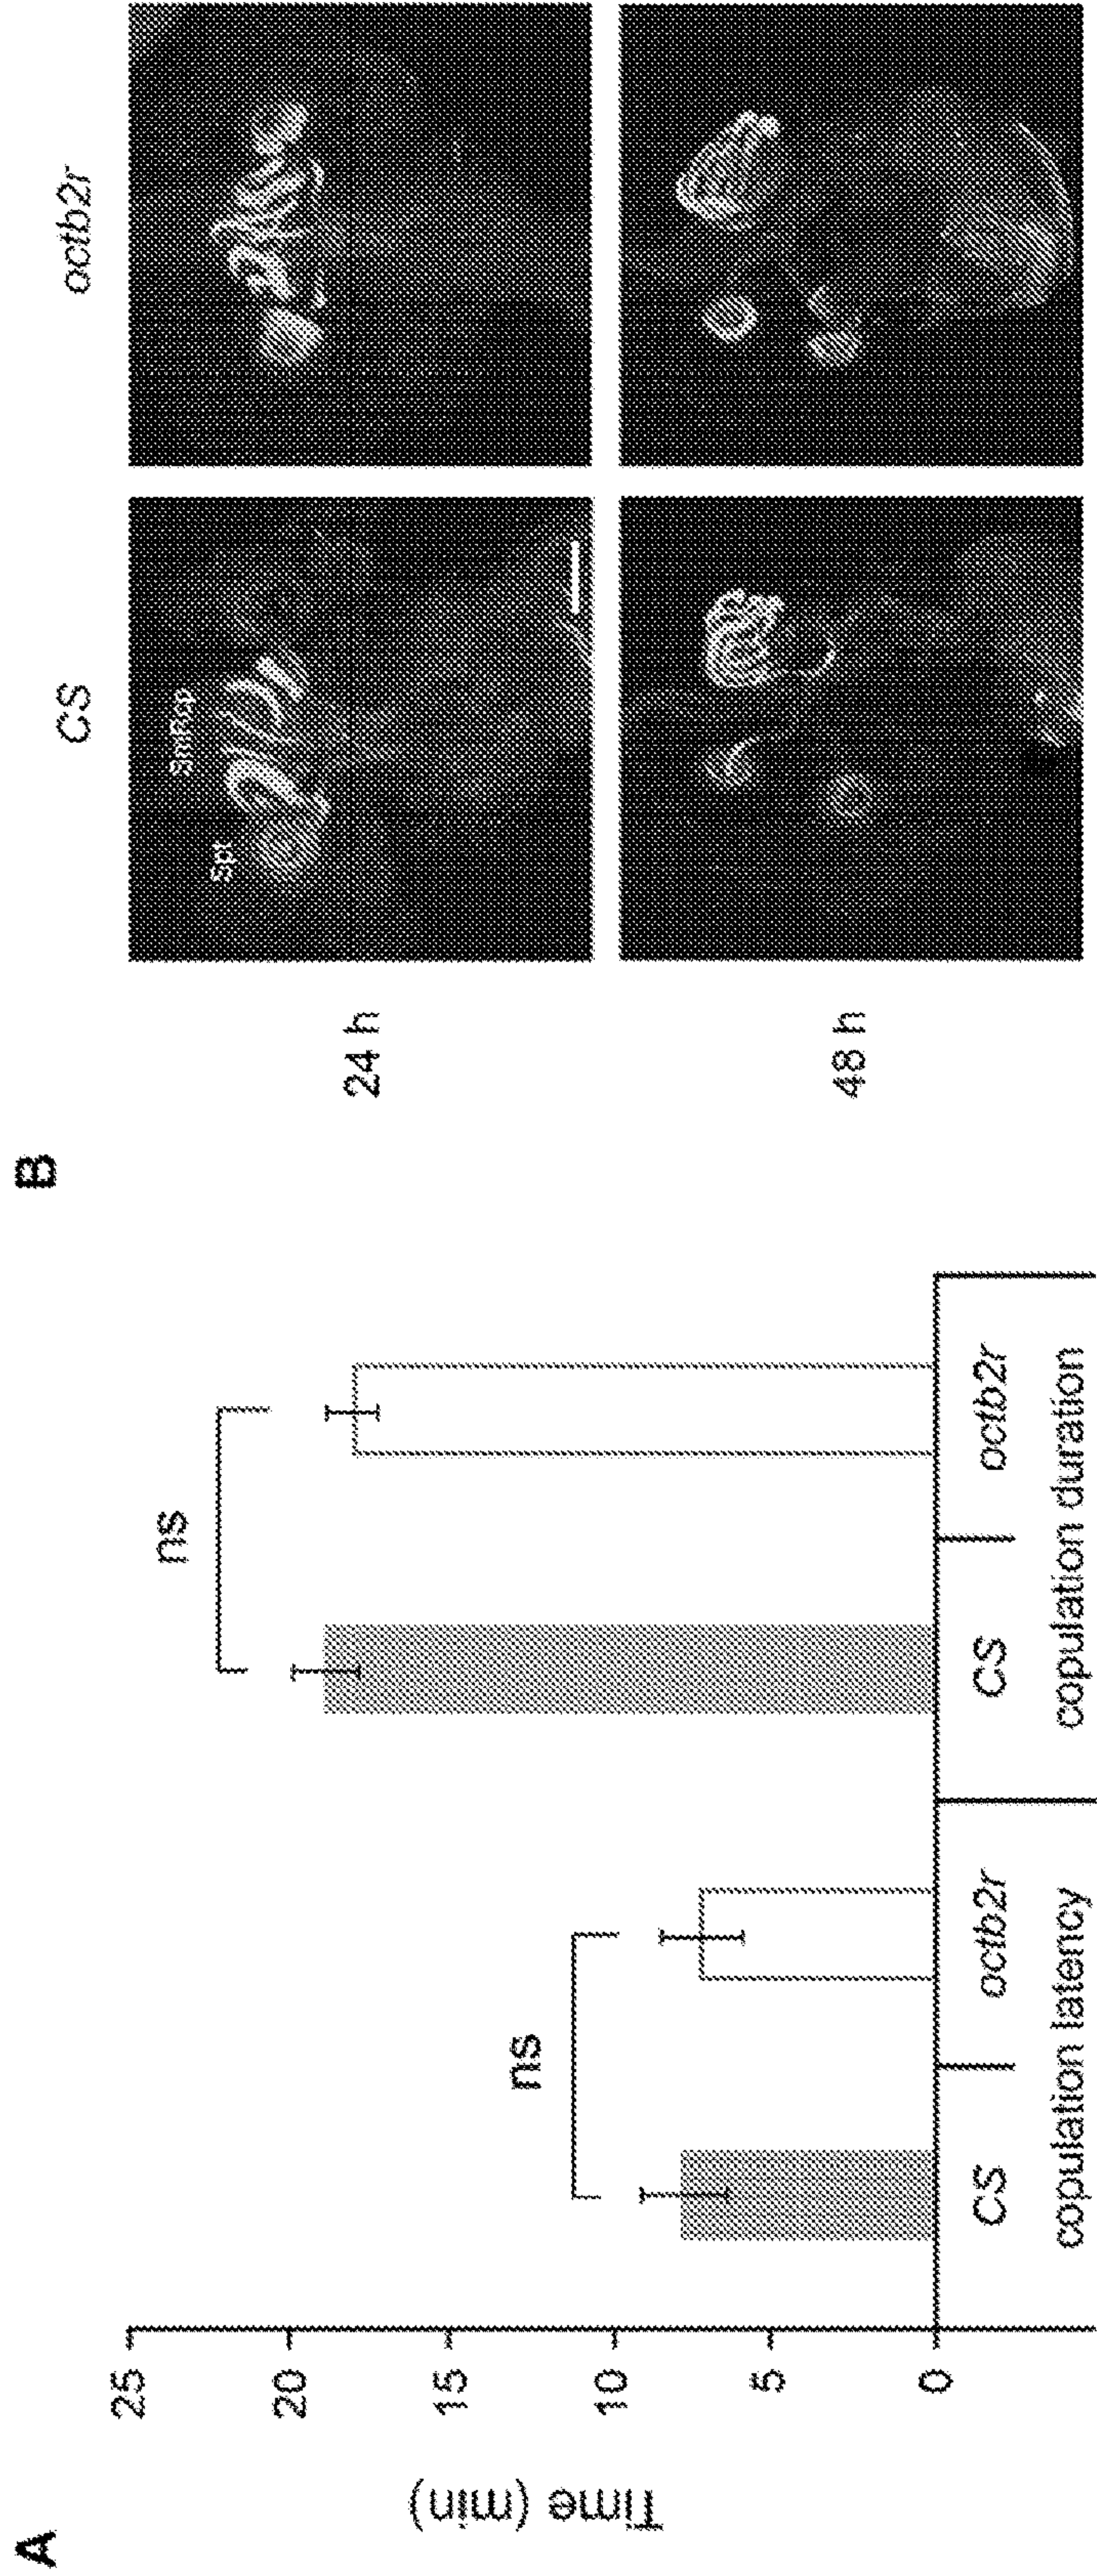 A
Time (min)
25
20
15
10
5
0
ns
ns
CS
octb2r
CS
octb2r
copulation latency
copulation duration
B
CS
octb2r
24 h
48 h
Spt
SmRcp